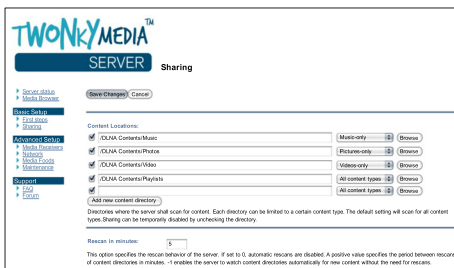 TWONKYMEDIA™
SERVER
Sharing
Server status
Media Browser
Save Changes
Cancel
Basic Setup
First steps
Sharing
Advanced Setup
Media Receivers
Network
Media Feeds
Maintenance
Support
FAQ
Forum
Content Locations:
/DLNA Contents/Music
Music-only
Browse
/DLNA Contents/Photos
Pictures-only
Browse
/DLNA Contents/Video
Videos-only
Browse
/DLNA Contents/Playlists
All content types
Browse
All content types
Browse
Add new content directory
Directories where the server shall scan for content. Each directory can be limited to a certain content type. The default setting will scan for all content
types.Sharing can be temporarily disabled by unchecking the directory.
Rescan in minutes:
5
This option specifies the rescan behavior of the server. If set to 0, automatic rescans are disabled. A positive value specifies the period between rescans
of content directories in minutes. -1 enables the server to watch content directories automatically for new content without the need for rescans.